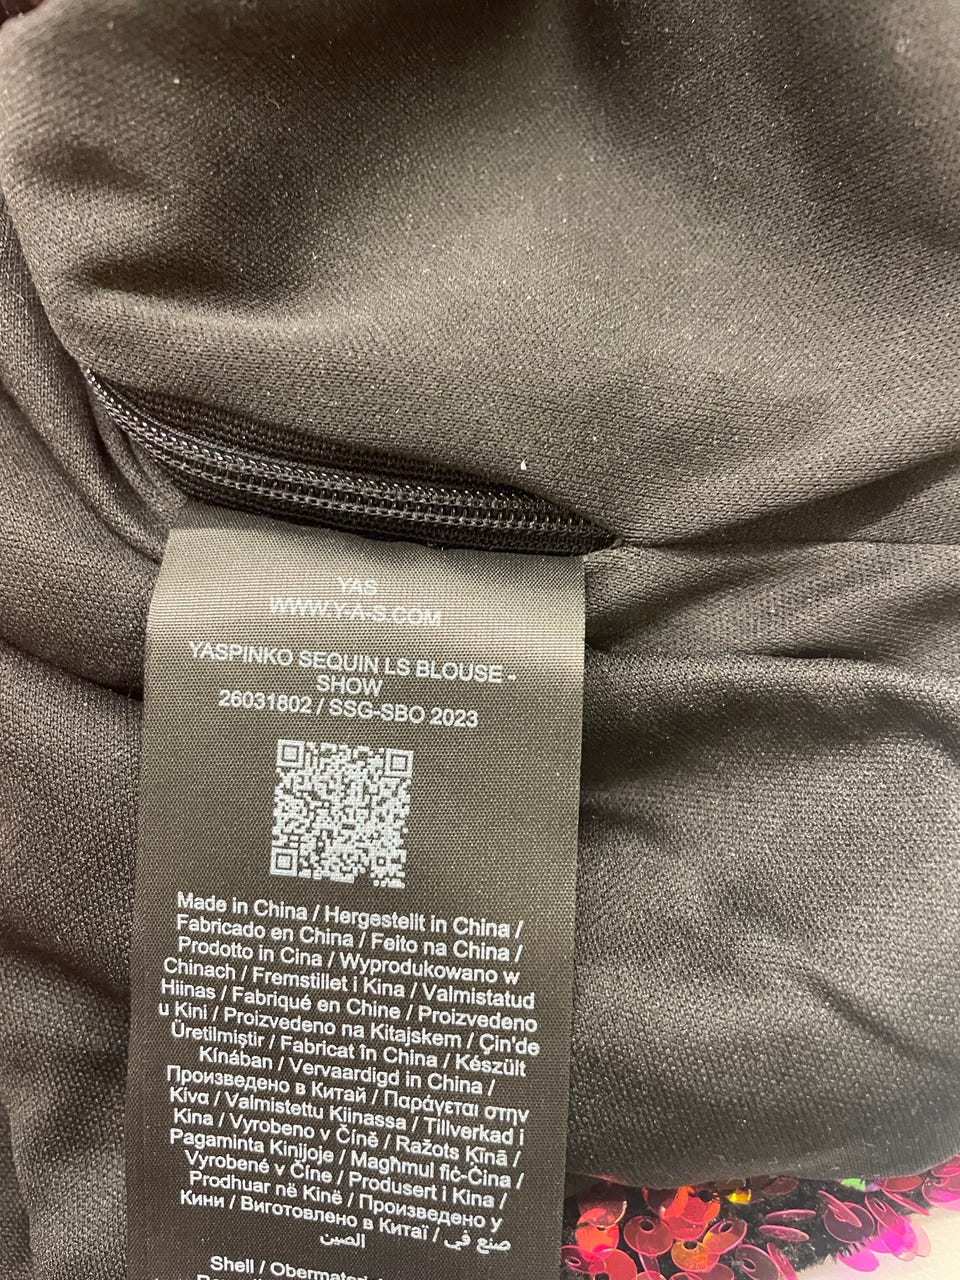 YAS
WWW.Y-A-S.COM
YASPINKO SEQUIN LS BLOUSE -
SHOW
26031802 / SSG-SBO 2023
Made in China / Hergestellt in China /
Fabricado en China / Feito na China /
Prodotto in Cina / Wyprodukowano w
Chinach / Fremstillet i Kina / Valmistatud
Hiinas / Fabriqué en Chine / Proizvedeno
u Kini / Proizvedeno na Kitajskem / Çin'de
Üretilmiştir / Fabricat în China / Készült
Kínában / Vervaardigd in China /
Произведено в Китай / Παράγεται στην
Κίνα / Valmistettu Kiinassa / Tillverkad i
Kina / Vyrobeno v Číně / Ražots Ķīnā /
Pagaminta Kinijoje / Magħmul fiċ-Ċina /
Vyrobené v Číne / Produsert i Kina /
Prodhuar në Kinë / Произведено у
Кини / Виготовлено в Китаї / صنع في
الصين
Shell / Obermaterial